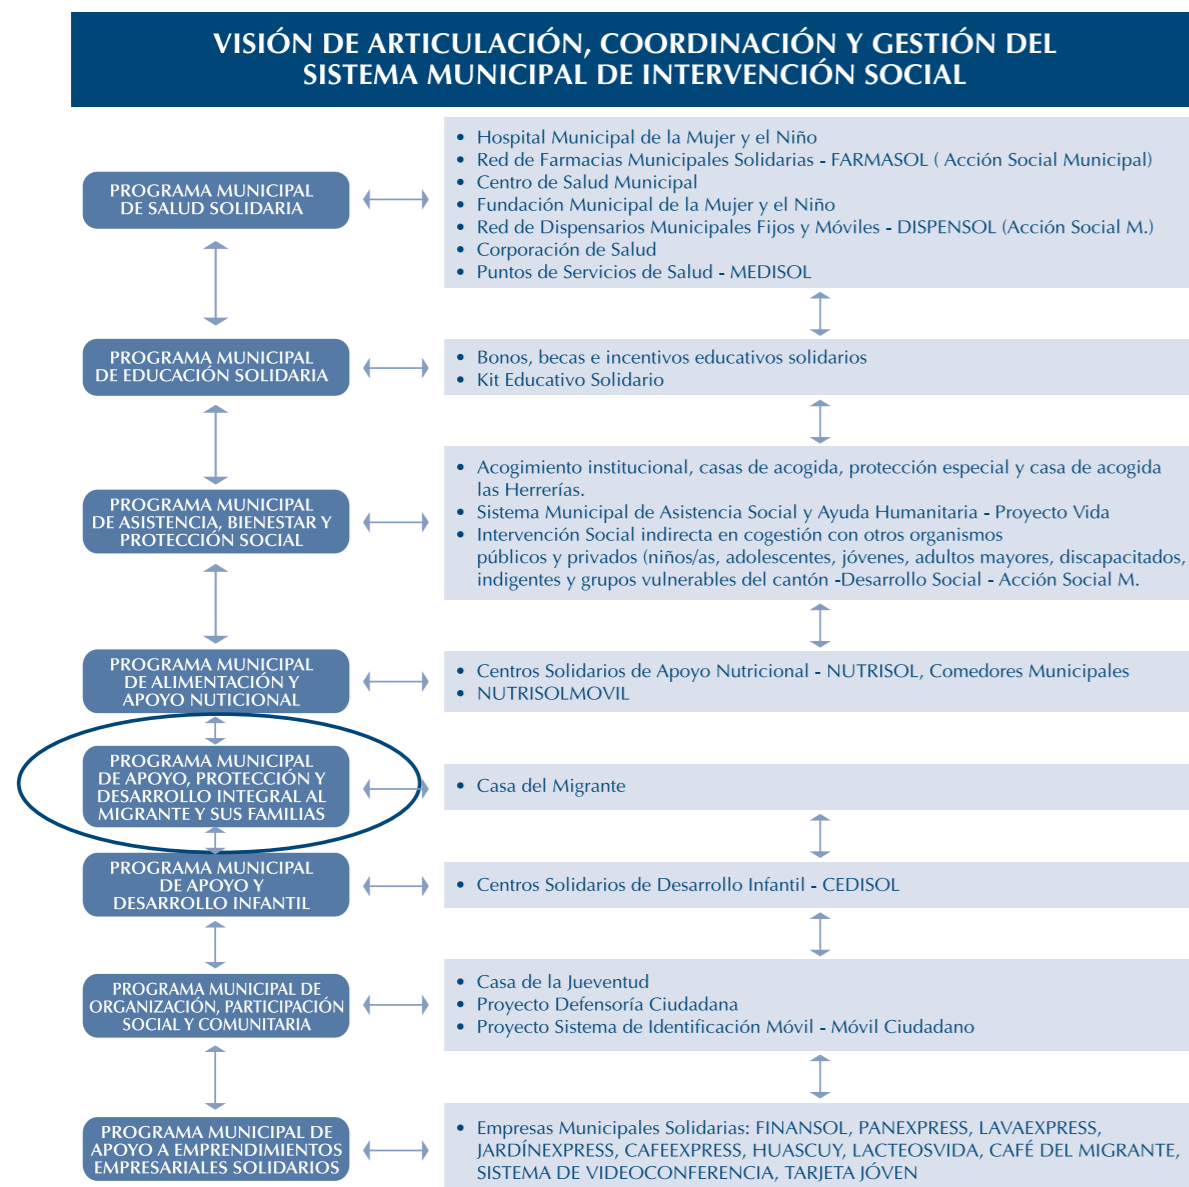 VISIÓN DE ARTICULACIÓN, COORDINACIÓN Y GESTIÓN DEL
SISTEMA MUNICIPAL DE INTERVENCIÓN SOCIAL
PROGRAMA MUNICIPAL
DE SALUD SOLIDARIA
• Hospital Municipal de la Mujer y el Niño
• Red de Farmacias Municipales Solidarias - FARMASOL ( Acción Social Municipal)
• Centro de Salud Municipal
• Fundación Municipal de la Mujer y el Niño
• Red de Dispensarios Municipales Fijos y Móviles - DISPENSOL (Acción Social M.)
• Corporación de Salud
• Puntos de Servicios de Salud - MEDISOL
PROGRAMA MUNICIPAL
DE EDUCACIÓN SOLIDARIA
• Bonos, becas e incentivos educativos solidarios
• Kit Educativo Solidario
PROGRAMA MUNICIPAL
DE ASISTENCIA, BIENESTAR Y
PROTECCIÓN SOCIAL
• Acogimiento institucional, casas de acogida, protección especial y casa de acogida
las Herrerías.
• Sistema Municipal de Asistencia Social y Ayuda Humanitaria - Proyecto Vida
• Intervención Social indirecta en cogestión con otros organismos
públicos y privados (niños/as, adolescentes, jóvenes, adultos mayores, discapacitados,
indigentes y grupos vulnerables del cantón -Desarrollo Social - Acción Social M.
PROGRAMA MUNICIPAL
DE ALIMENTACIÓN Y
APOYO NUTICIONAL
• Centros Solidarios de Apoyo Nutricional - NUTRISOL, Comedores Municipales
• NUTRISOLMOVIL
PROGRAMA MUNICIPAL
DE APOYO, PROTECCIÓN Y
DESARROLLO INTEGRAL AL
MIGRANTE Y SUS FAMILIAS
• Casa del Migrante
PROGRAMA MUNICIPAL
DE APOYO Y
DESARROLLO INFANTIL
• Centros Solidarios de Desarrollo Infantil - CEDISOL
PROGRAMA MUNICIPAL DE
ORGANIZACIÓN, PARTICIPACIÓN
SOCIAL Y COMUNITARIA
• Casa de la Jueventud
• Proyecto Defensoría Ciudadana
• Proyecto Sistema de Identificación Móvil - Móvil Ciudadano
PROGRAMA MUNICIPAL DE
APOYO A EMPRENDIMIENTOS
EMPRESARIALES SOLIDARIOS
• Empresas Municipales Solidarias: FINANSOL, PANEXPRESS, LAVAEXPRESS,
JARDÍNEXPRESS, CAFEEXPRESS, HUASCUY, LACTEOSVIDA, CAFÉ DEL MIGRANTE,
SISTEMA DE VIDEOCONFERENCIA, TARJETA JÓVEN